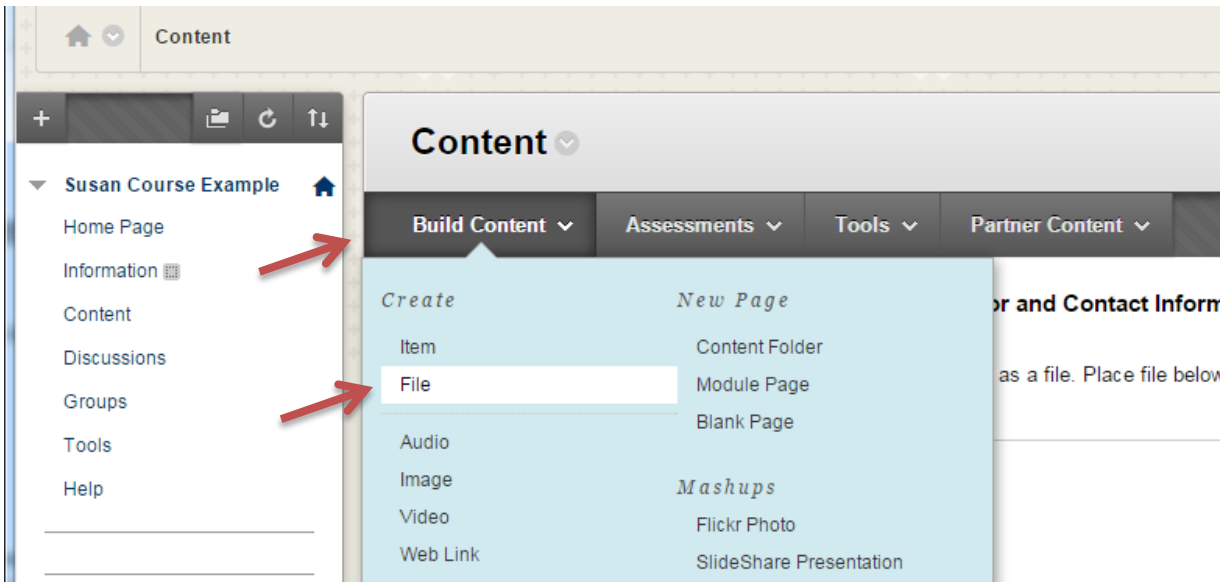 Content
Susan Course Example
Home Page
Information
Content
Discussions
Groups
Tools
Help
Content
Build Content
Assessments
Tools
Partner Content
Create
Item
File
Audio
Image
Video
Web Link
New Page
Content Folder
Module Page
Blank Page
Mashups
Flickr Photo
SlideShare Presentation
or and Contact Inform
as a file. Place file below